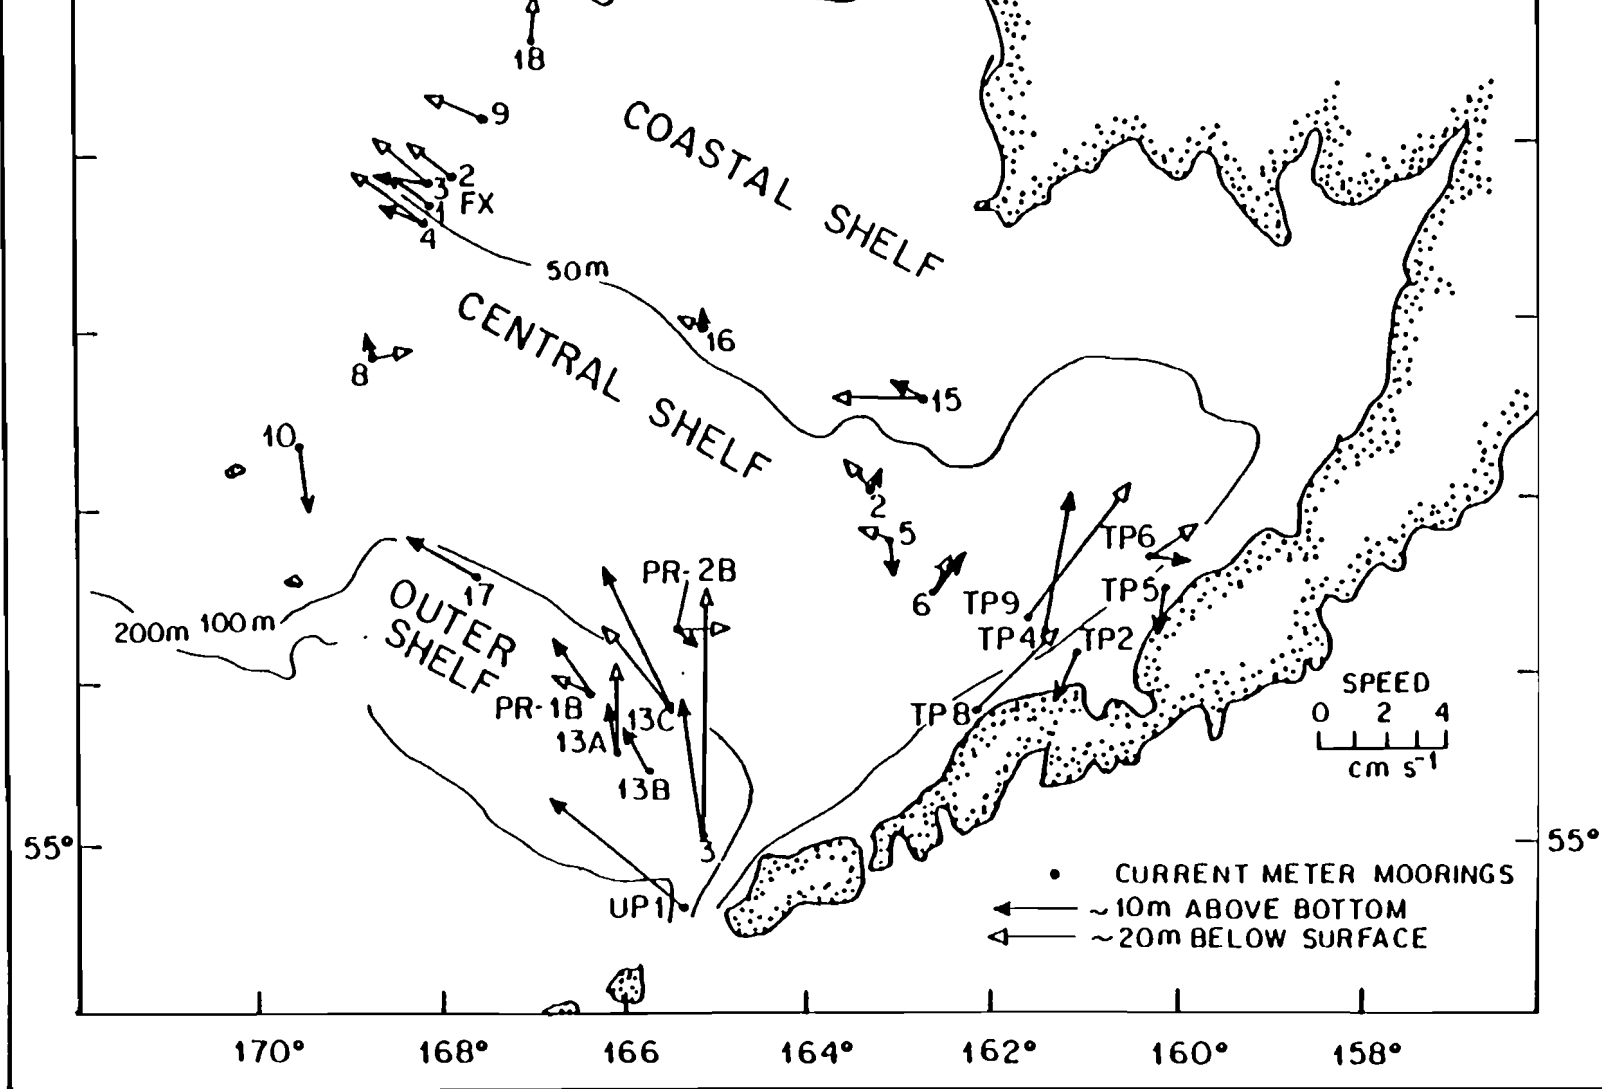 18
9
2
3
FX
1
4
COASTAL SHELF
50m
CENTRAL SHELF
16
8
15
10
2
5
TP6
PR-2B
TP5
17
6
TP9
OUTER
SHELF
200m
100m
TP4
TP2
PR-1B
13C
TP8
13A
13B
SPEED
0 2 4
cm s⁻¹
3
55°
55°
UP1
CURRENT METER MOORINGS
~10m ABOVE BOTTOM
~20m BELOW SURFACE
170° 168° 166 164° 162° 160° 158°